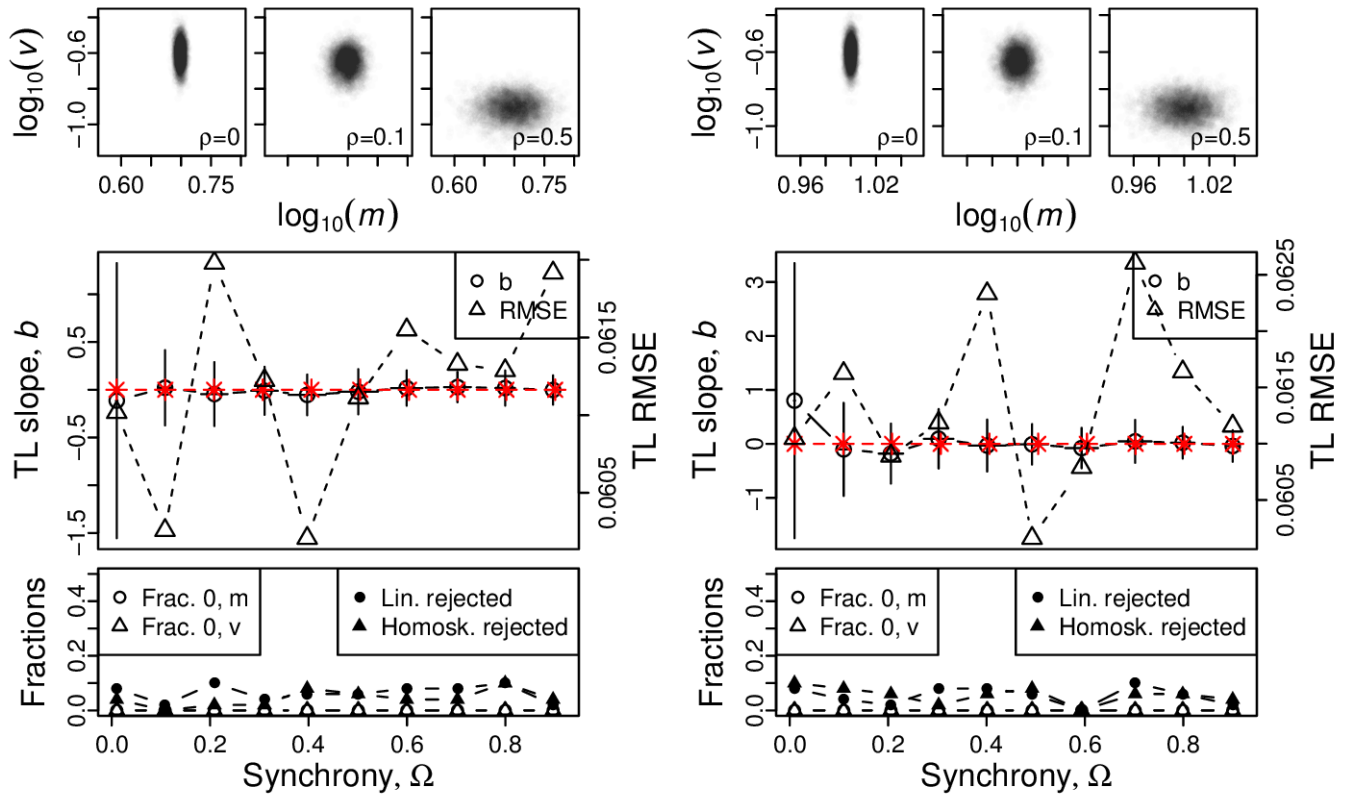 log10(v)
−1.0 −0.6
ρ=0
ρ=0.1
ρ=0.5
0.60 0.75 0.60 0.75
log10(m)
log10(v)
−1.0 −0.6
ρ=0
ρ=0.1
ρ=0.5
0.96 1.02 0.96 1.02
log10(m)
TL slope, b
−1.5 −0.5 0.5
b
RMSE
0.0605 0.0615
TL RMSE
TL slope, b
−1 0 1 2 3
b
RMSE
0.0605 0.0615 0.0625
TL RMSE
Fractions
0.0 0.2 0.4
Frac. 0, m
Frac. 0, v
Lin. rejected
Homosk. rejected
0.0 0.2 0.4 0.6 0.8
Synchrony, Ω
Fractions
0.0 0.2 0.4
Frac. 0, m
Frac. 0, v
Lin. rejected
Homosk. rejected
0.0 0.2 0.4 0.6 0.8
Synchrony, Ω